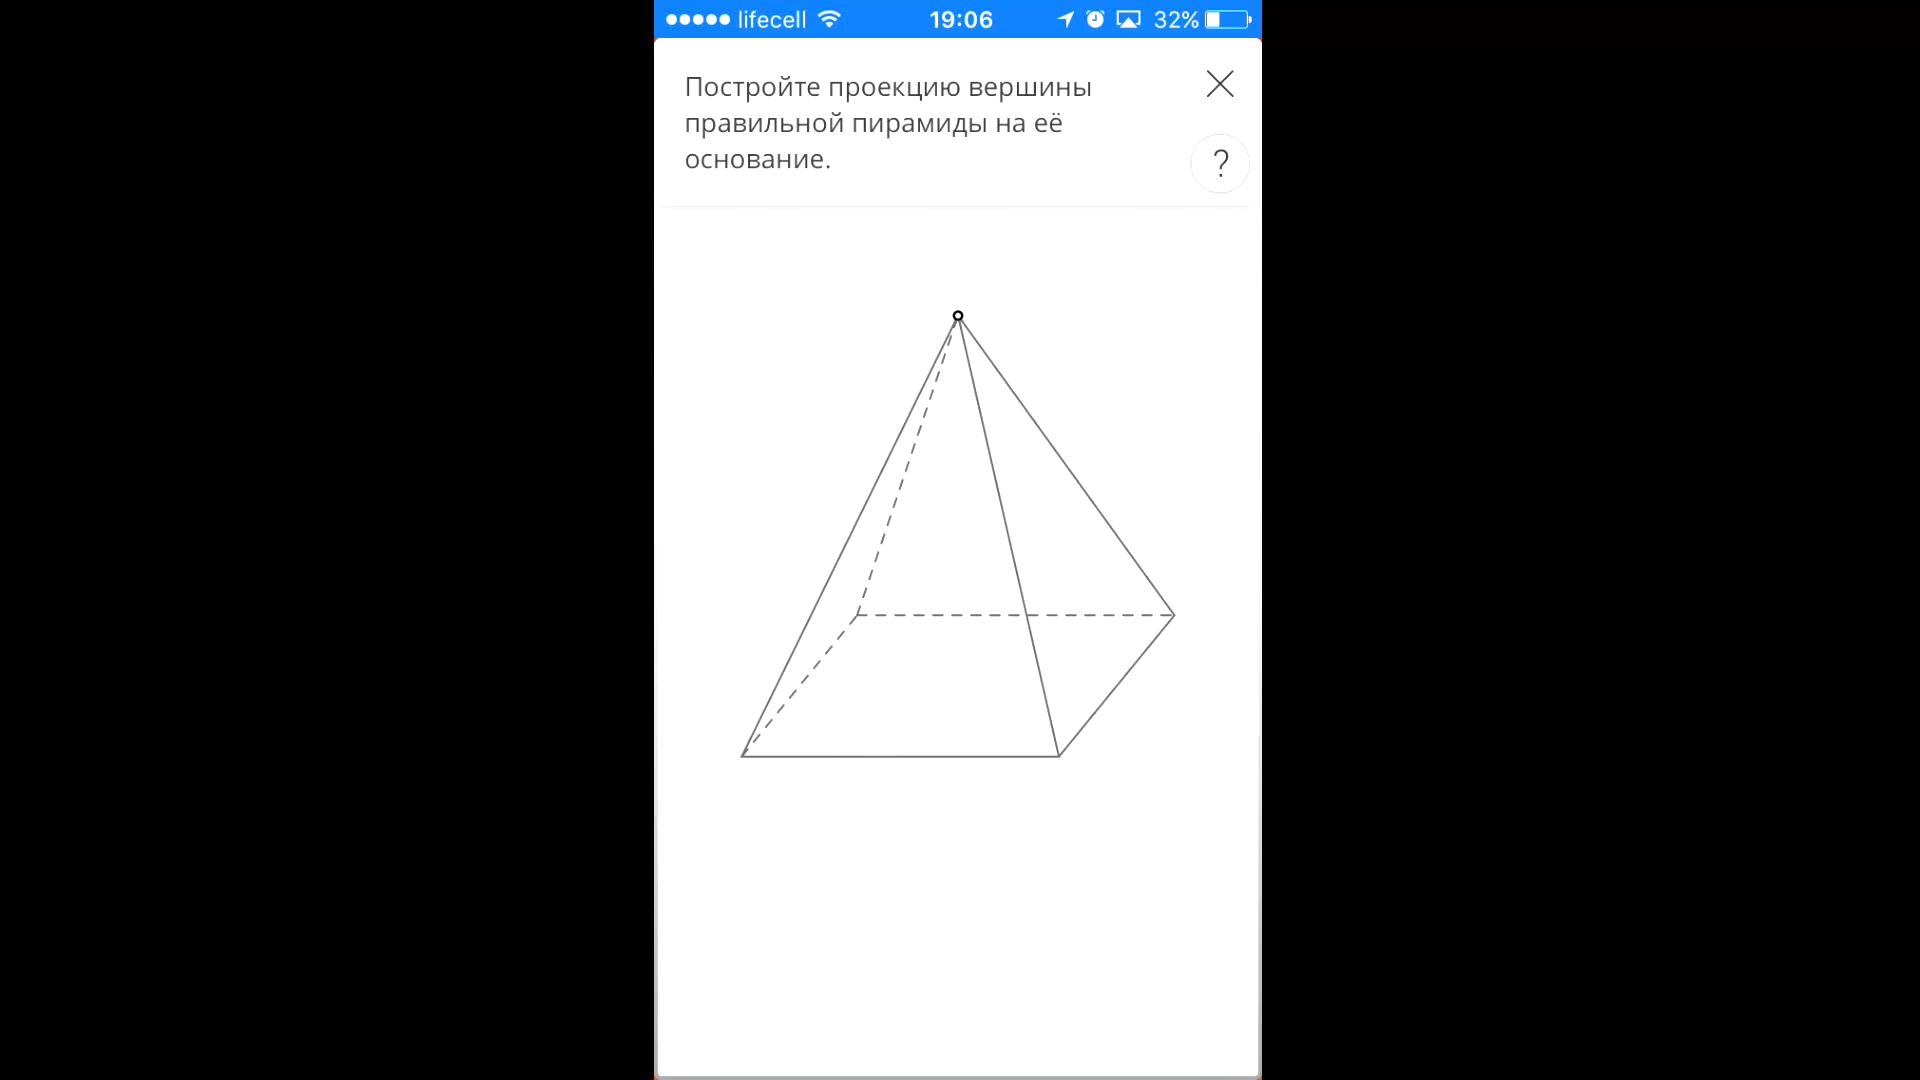 lifecell 19:06 32%
Постройте проекцию вершины
правильной пирамиды на её
основание.
?